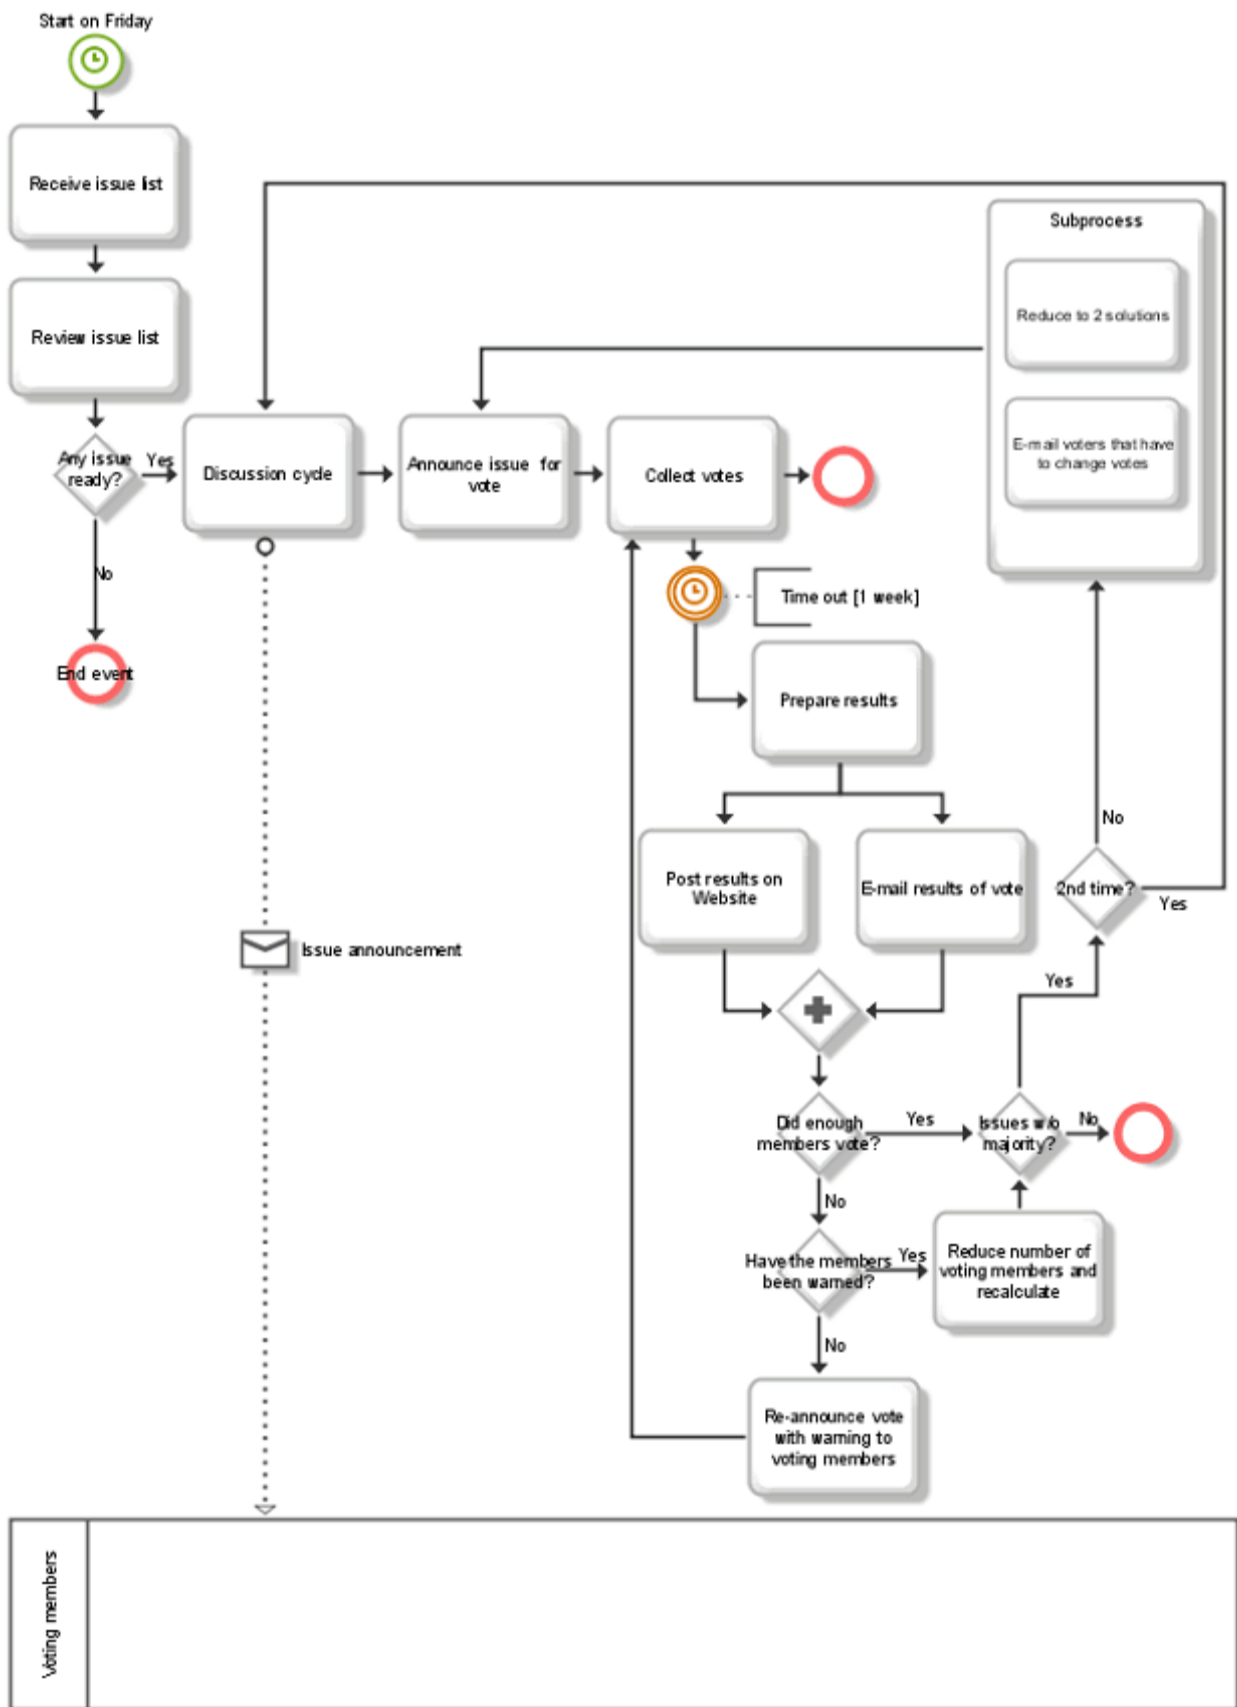 Start on Friday
Receive issue list
Review issue list
Any issue
ready?
Yes
No
End event
Discussion cycle
Announce issue for
vote
Collect votes
Subprocess
Reduce to 2 solutions
E-mail voters that have
to change votes
Time out [1 week]
Prepare results
Post results on
Website
E-mail results of vote
No
2nd time?
Yes
Issue announcement
Yes
Did enough
members vote?
Yes
Issues w/o
majority?
No
No
Have the members
been warned?
Yes
Reduce number of
voting members and
recalculate
No
Re-announce vote
with warning to
voting members
Voting members